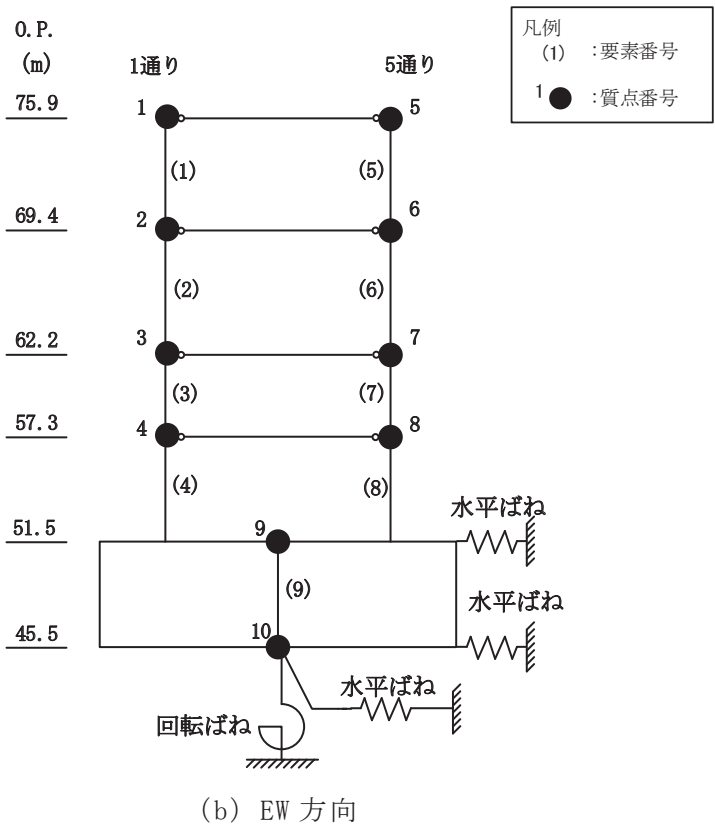 O.P.
(m)
1通り
5通り
凡例
(1) :要素番号
1 :質点番号
75.9
1
5
(1)
(5)
69.4
2
6
(2)
(6)
62.2
3
7
(3)
(7)
57.3
4
8
(4)
(8)
水平ばね
51.5
9
(9)
水平ばね
45.5
10
水平ばね
回転ばね
(b) EW 方向